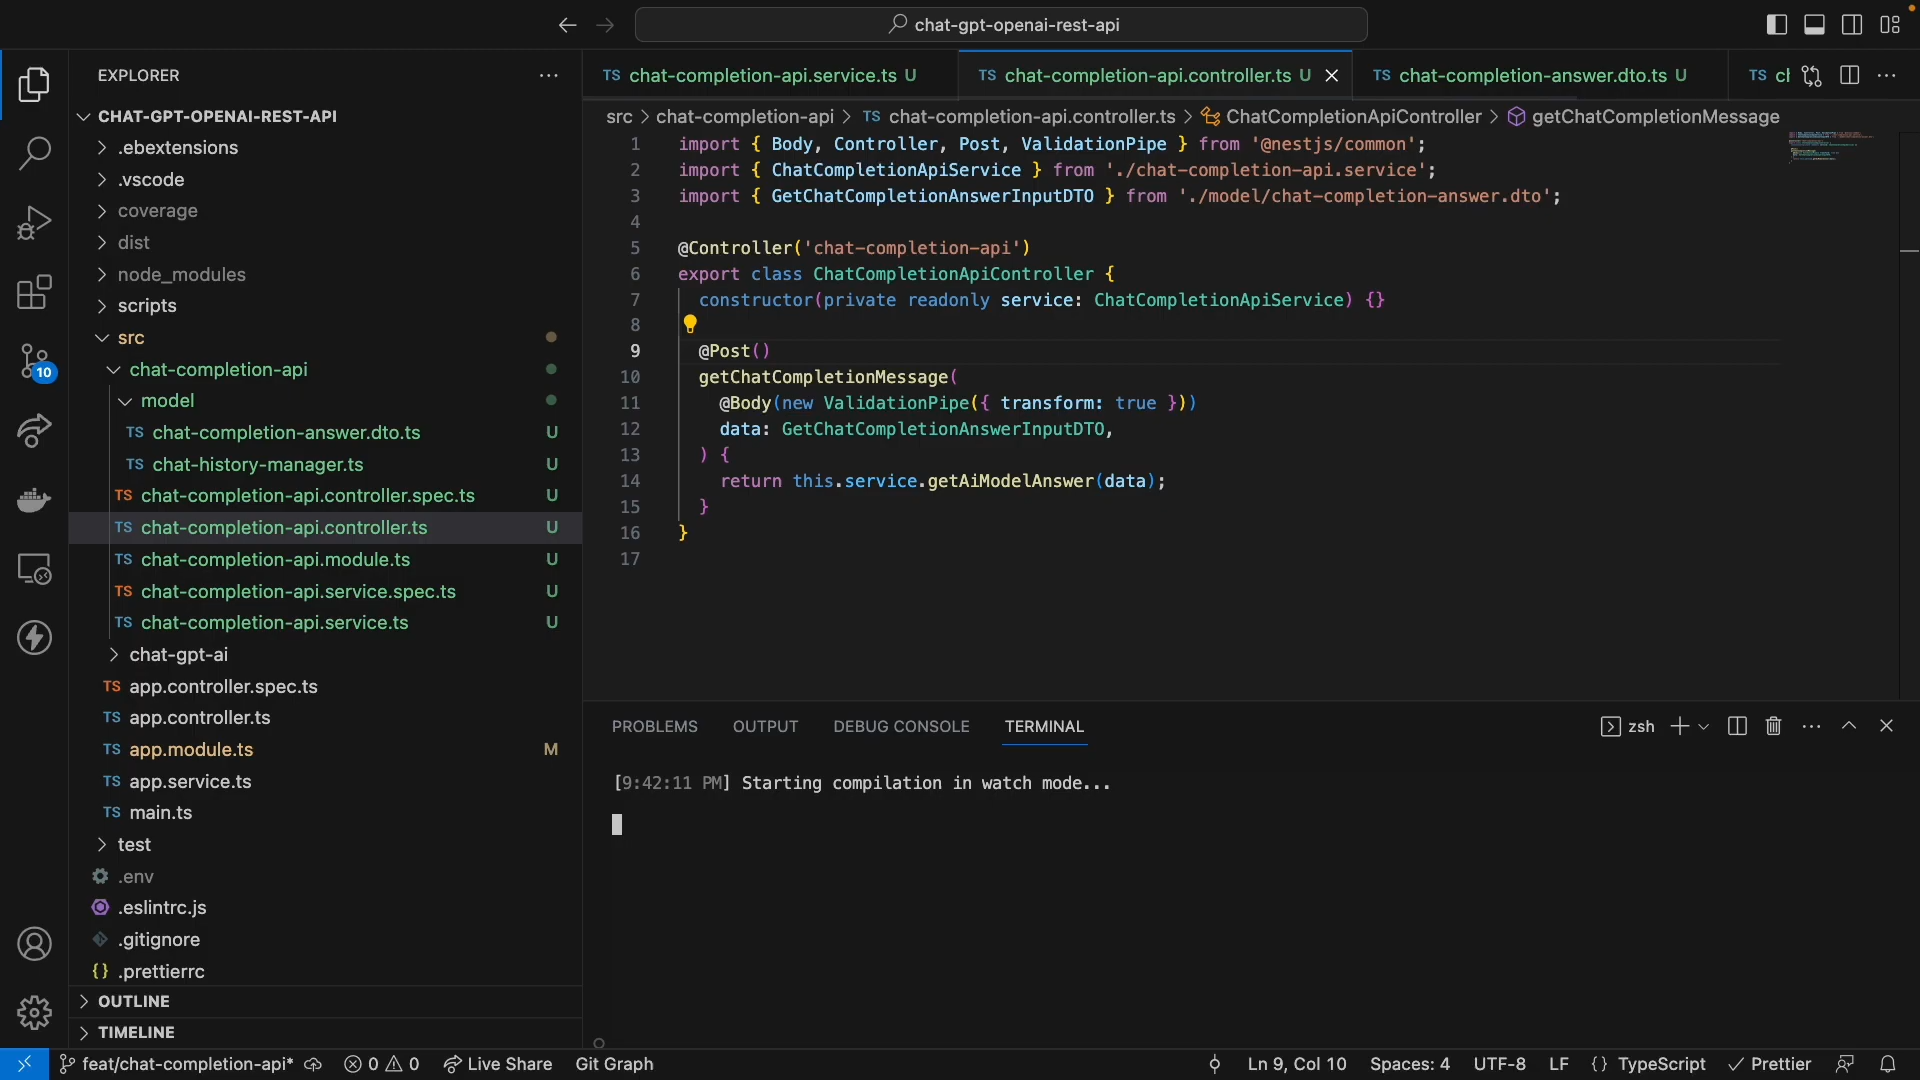 chat-gpt-openai-rest-api
EXPLORER
CHAT-GPT-OPENAI-REST-API
.ebextensions
.vscode
coverage
dist
node_modules
scripts
src
chat-completion-api
model
TS chat-completion-answer.dto.ts U
TS chat-history-manager.ts U
TS chat-completion-api.controller.spec.ts U
TS chat-completion-api.controller.ts U
TS chat-completion-api.module.ts U
TS chat-completion-api.service.spec.ts U
TS chat-completion-api.service.ts U
chat-gpt-ai
TS app.controller.spec.ts
TS app.controller.ts
TS app.module.ts M
TS app.service.ts
TS main.ts
test
.env
.eslintrc.js
.gitignore
{} .prettierrc
OUTLINE
TIMELINE
10
TS chat-completion-api.service.ts U
TS chat-completion-api.controller.ts U
TS chat-completion-answer.dto.ts U
TS cl
src > chat-completion-api > TS chat-completion-api.controller.ts > ChatCompletionApiController > getChatCompletionMessage
1 import { Body, Controller, Post, ValidationPipe } from '@nestjs/common';
2 import { ChatCompletionApiService } from './chat-completion-api.service';
3 import { GetChatCompletionAnswerInputDTO } from './model/chat-completion-answer.dto';
4
5 @Controller('chat-completion-api')
6 export class ChatCompletionApiController {
7 constructor(private readonly service: ChatCompletionApiService) {}
8
9 @Post()
10 getChatCompletionMessage(
11 @Body(new ValidationPipe({ transform: true }))
12 data: GetChatCompletionAnswerInputDTO,
13 ) {
14 return this.service.getAiModelAnswer(data);
15 }
16 }
17
PROBLEMS OUTPUT DEBUG CONSOLE TERMINAL
zsh
[9:42:11 PM] Starting compilation in watch mode...
feat/chat-completion-api* 0 0 Live Share Git Graph
Ln 9, Col 10 Spaces: 4 UTF-8 LF {} TypeScript Prettier